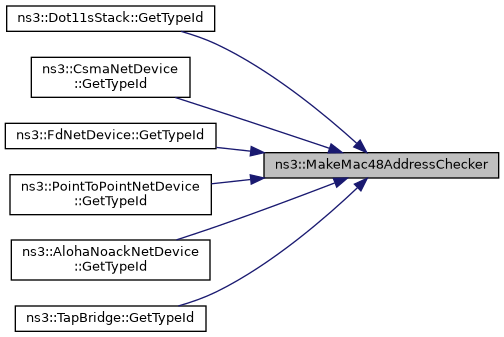 ns3::Dot11sStack::GetTypeId
ns3::CsmaNetDevice
::GetTypeId
ns3::FdNetDevice::GetTypeId
ns3::MakeMac48AddressChecker
ns3::PointToPointNetDevice
::GetTypeId
ns3::AlohaNoackNetDevice
::GetTypeId
ns3::TapBridge::GetTypeId